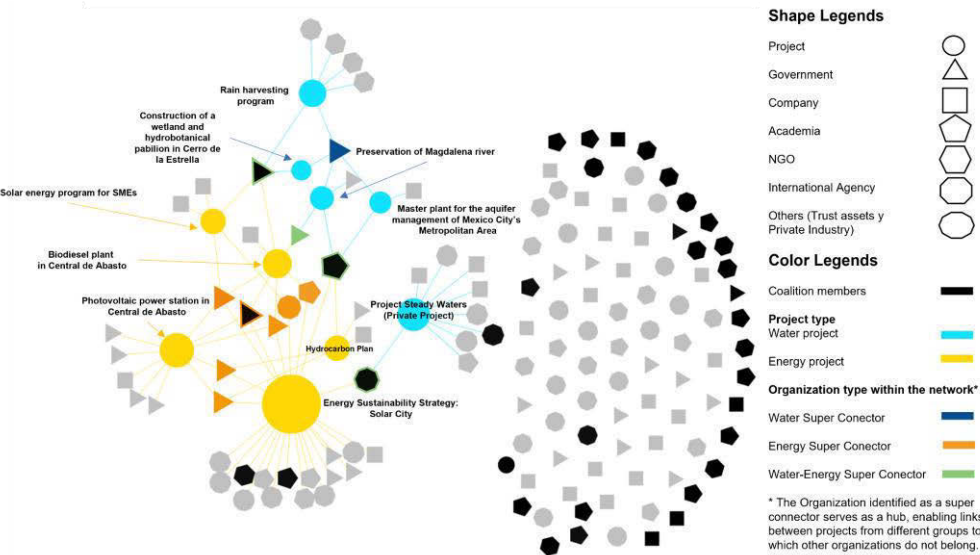 Rain harvesting
program
Construction of a
wetland and
hydrobotanical
pabilion in Cerro de
la Estrella
Preservation of Magdalena river
Solar energy program for SMEs
Master plant for the aquifer
management of Mexico City's
Metropolitan Area
Biodiesel plant
in Central de Abasto
Photovoltaic power station in
Central de Abasto
Project Steady Waters
(Private Project)
Hydrocarbon Plan
Energy Sustainability Strategy:
Solar City
Shape Legends
Project
Government
Company
Academia
NGO
International Agency
Others (Trust assets y
Private Industry)
Color Legends
Coalition members
Project type
Water project
Energy project
Organization type within the network*
Water Super Conector
Energy Super Conector
Water-Energy Super Conector
* The Organization identified as a super
connector serves as a hub, enabling links
between projects from different groups to
which other organizations do not belong.